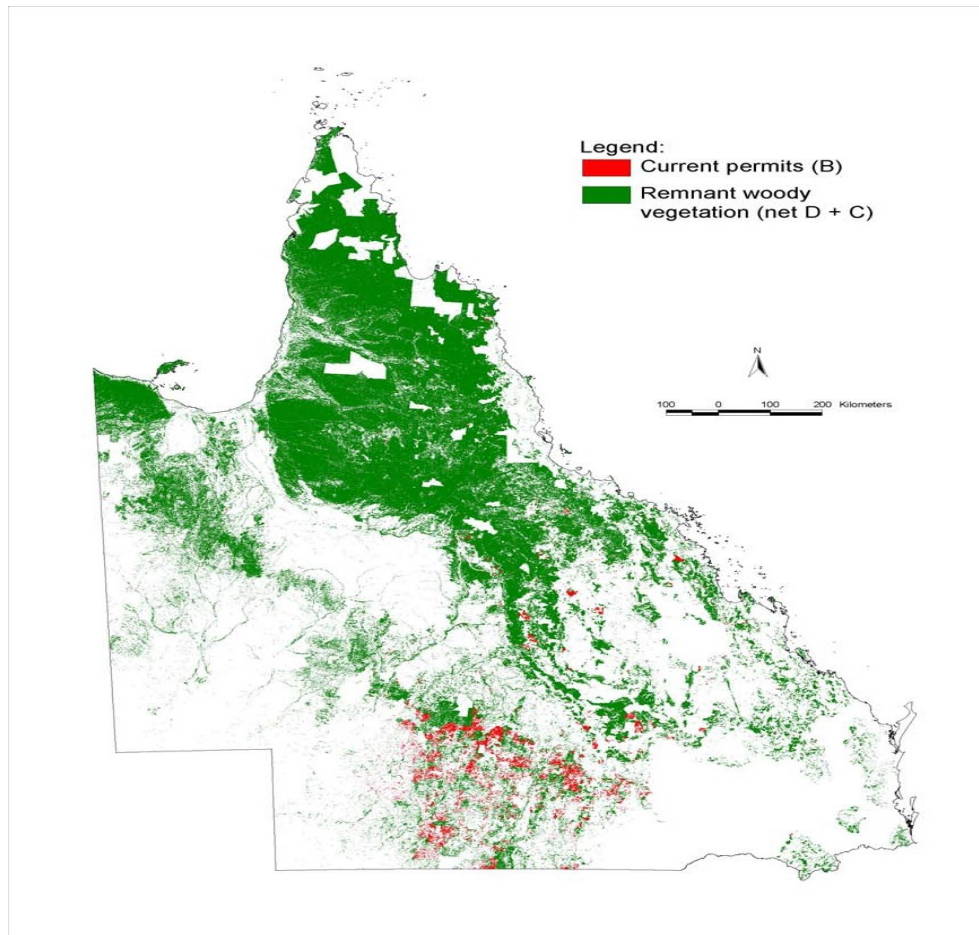 Legend:
Current permits (B)
Remnant woody
vegetation (net D + C)
N
100 0 100 200 Kilometers